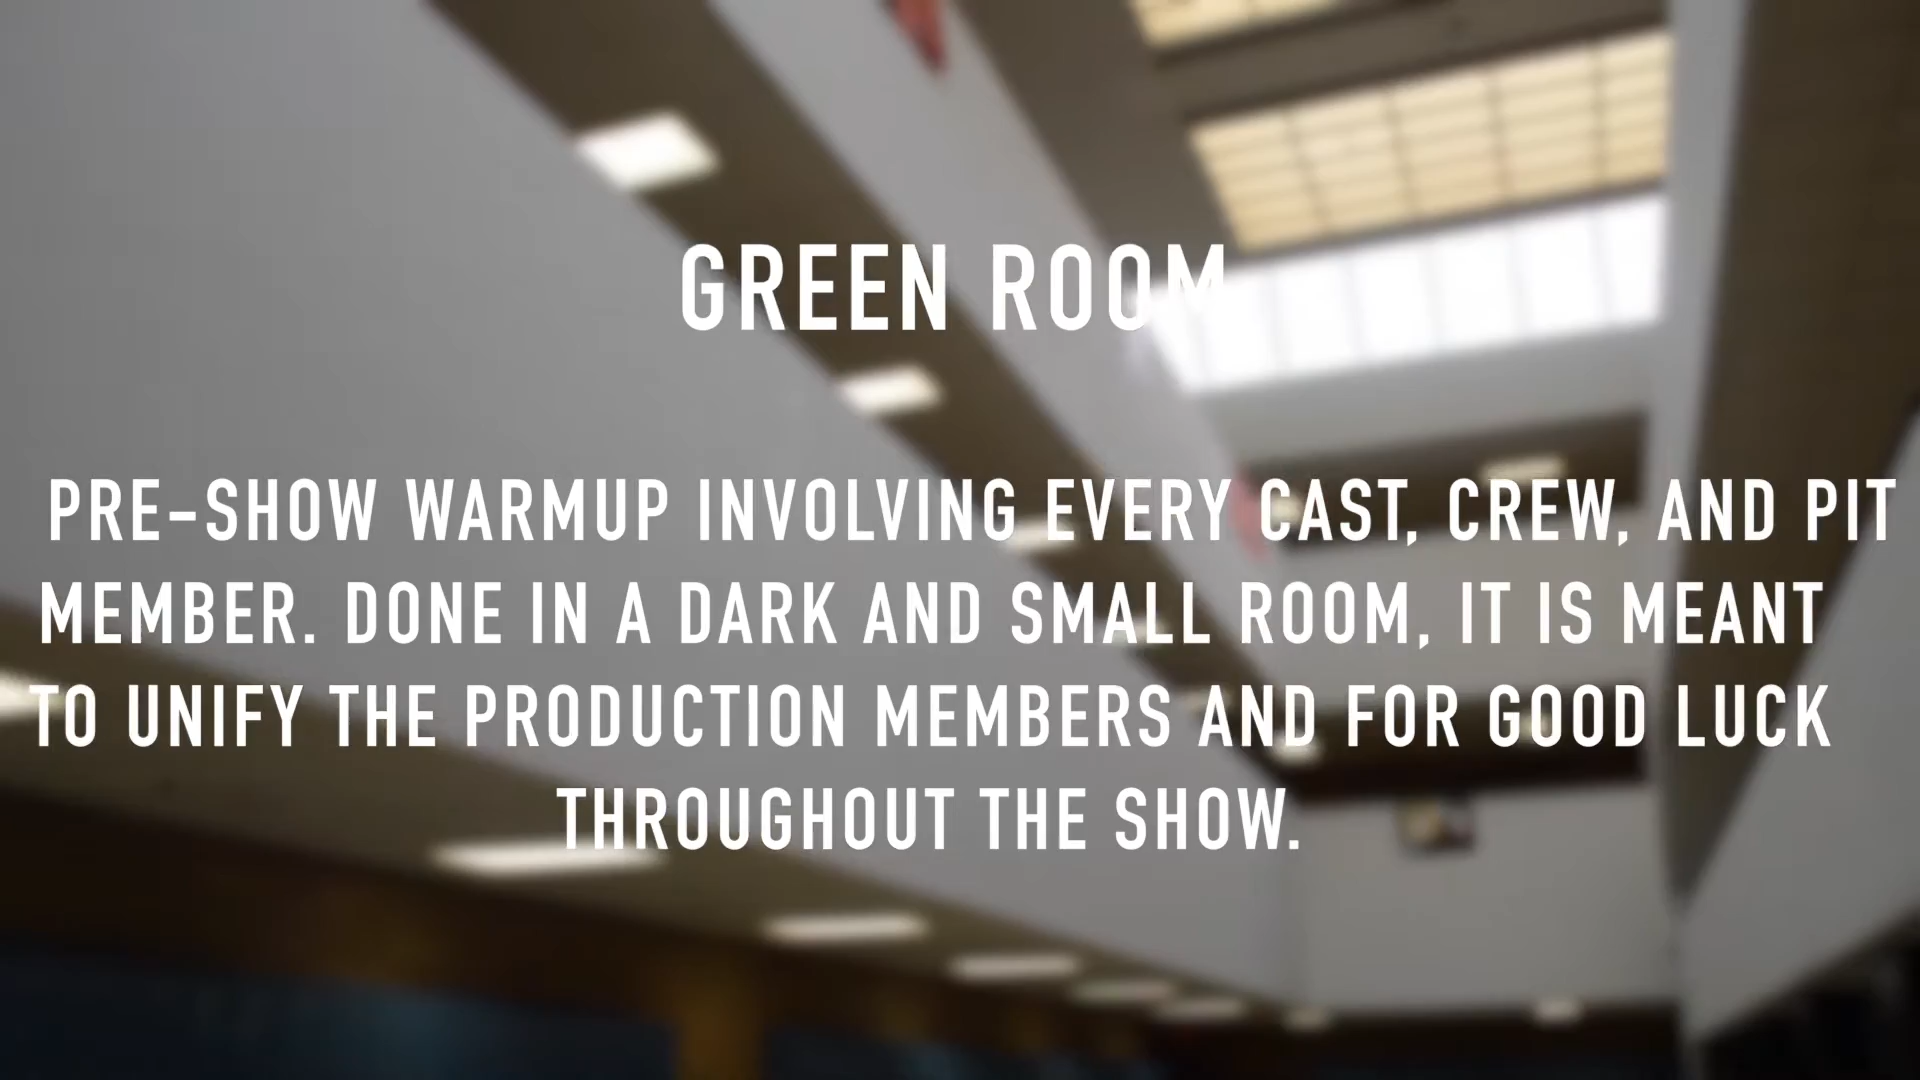 GREEN ROOM
PRE-SHOW WARMUP INVOLVING EVERY CAST, CREW, AND PIT
MEMBER. DONE IN A DARK AND SMALL ROOM, IT IS MEANT
TO UNIFY THE PRODUCTION MEMBERS AND FOR GOOD LUCK
THROUGHOUT THE SHOW.